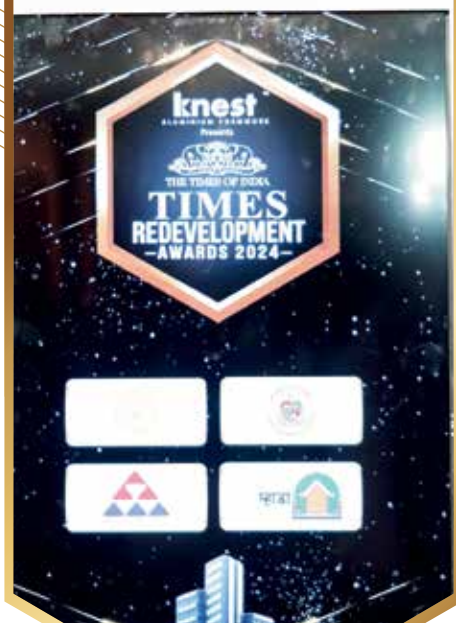 knest
ALUMINIUM FORMWORK
Presents
THE TIMES OF INDIA
TIMES
REDEVELOPMENT
-AWARDS 2024-
म्हाडा